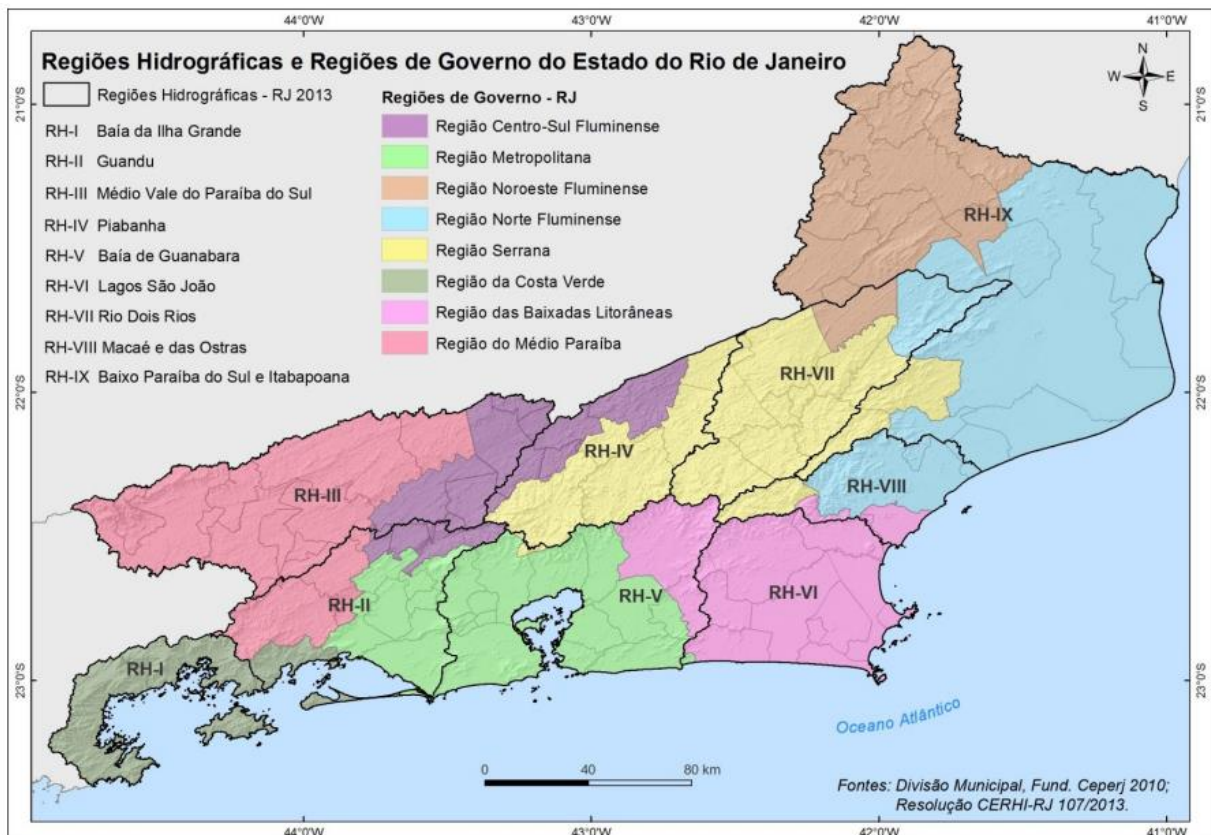 44°0'W 43°0'W 42°0'W 41°0'W
Regiões Hidrográficas e Regiões de Governo do Estado do Rio de Janeiro
Regiões Hidrográficas - RJ 2013
RH-I Baía da Ilha Grande
RH-II Guandu
RH-III Médio Vale do Paraíba do Sul
RH-IV Piabanha
RH-V Baía de Guanabara
RH-VI Lagos São João
RH-VII Rio Dois Rios
RH-VIII Macaé e das Ostras
RH-IX Baixo Paraíba do Sul e Itabapoana
Regiões de Governo - RJ
Região Centro-Sul Fluminense
Região Metropolitana
Região Noroeste Fluminense
Região Norte Fluminense
Região Serrana
Região da Costa Verde
Região das Baixadas Litorâneas
Região do Médio Paraíba
N
W E
S
21°0'S 21°0'S
RH-IX
RH-VII
22°0'S 22°0'S
RH-IV
RH-III
RH-VIII
RH-II
RH-V
RH-VI
RH-I
23°0'S 23°0'S
Oceano Atlântico
0 40 80 km
Fontes: Divisão Municipal, Fund. Ceperj 2010;
Resolução CERHI-RJ 107/2013.
44°0'W 43°0'W 42°0'W 41°0'W